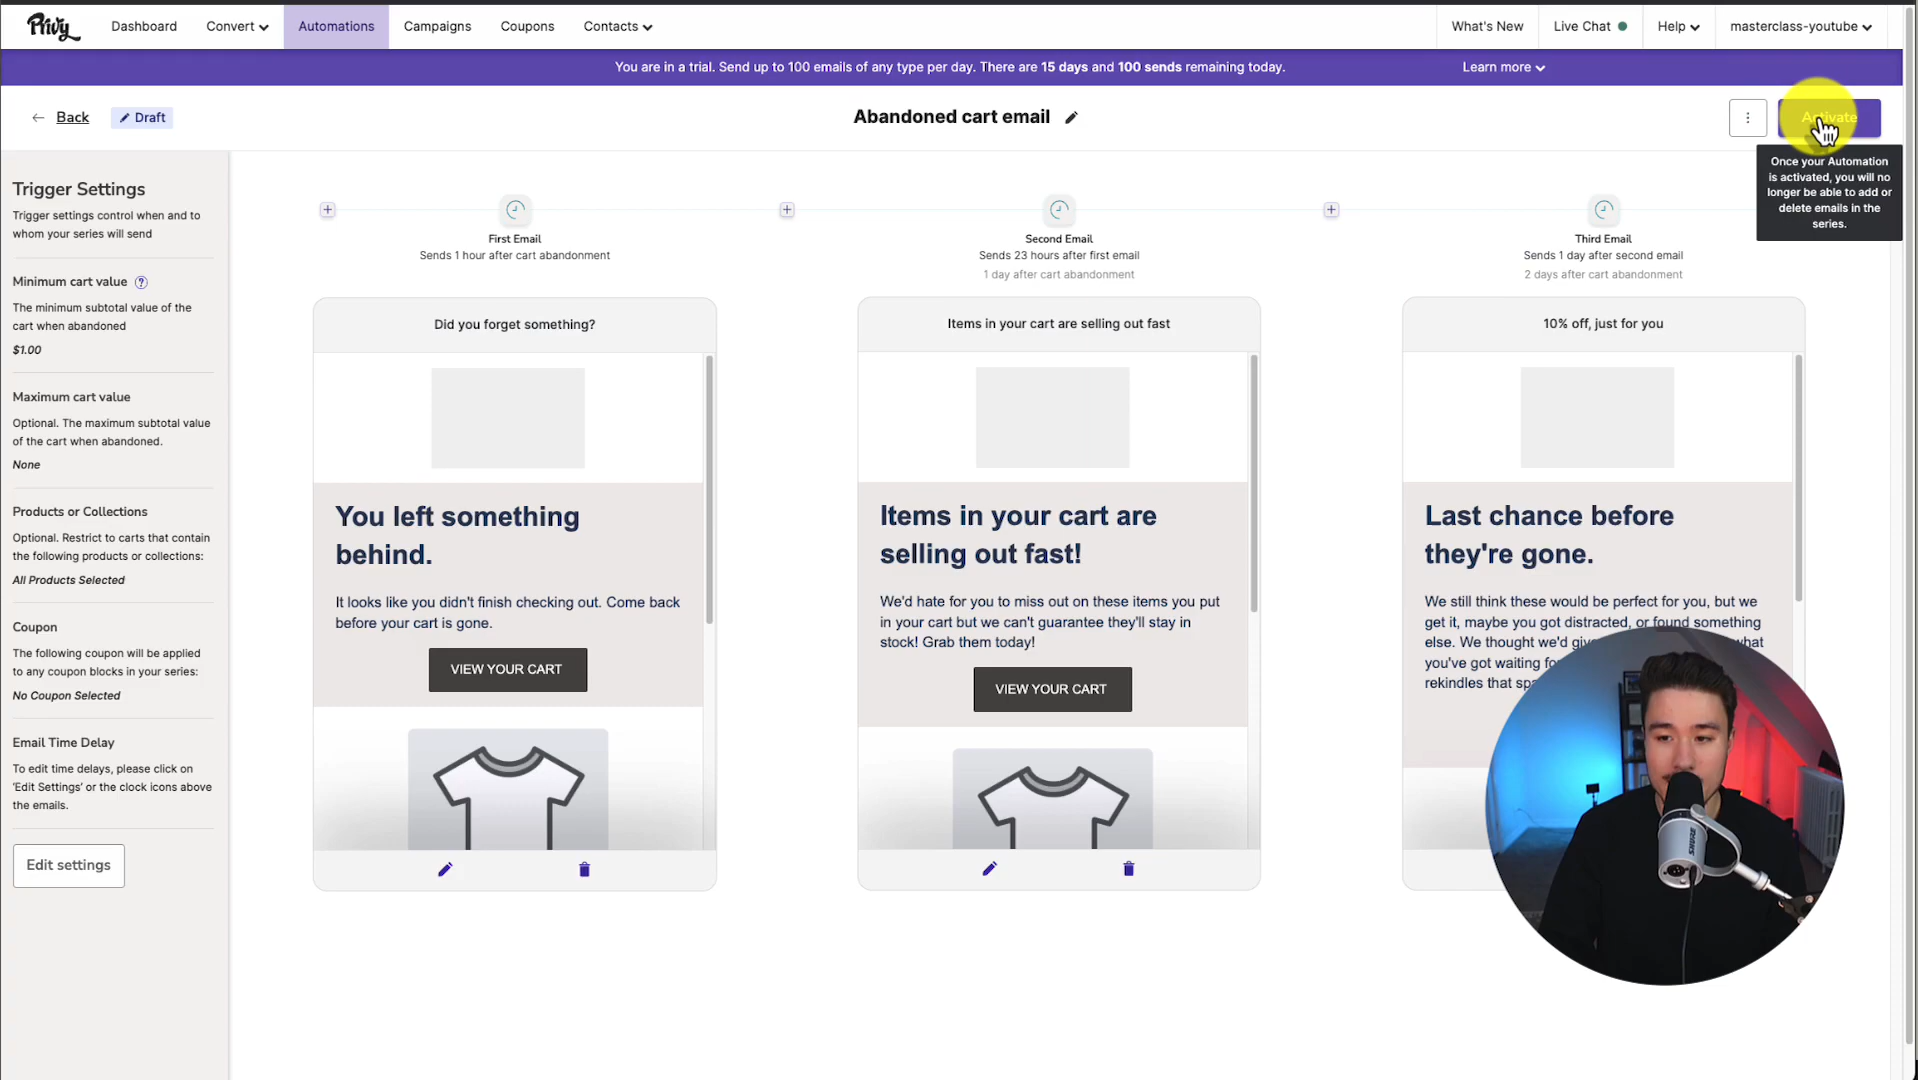 Privy
Dashboard
Convert
Automations
Campaigns
Coupons
Contacts
What's New
Live Chat
Help
masterclass-youtube
You are in a trial. Send up to 100 emails of any type per day. There are 15 days and 100 sends remaining today.
Learn more
Back
Draft
Abandoned cart email
Activate
Once your Automation
is activated, you will no
longer be able to add or
delete emails in the
series.
Trigger Settings
Trigger settings control when and to
whom your series will send
Minimum cart value ?
The minimum subtotal value of the
cart when abandoned
$1.00
Maximum cart value
Optional. The maximum subtotal value
of the cart when abandoned.
None
Products or Collections
Optional. Restrict to carts that contain
the following products or collections:
All Products Selected
Coupon
The following coupon will be applied
to any coupon blocks in your series:
No Coupon Selected
Email Time Delay
To edit time delays, please click on
'Edit Settings' or the clock icons above
the emails.
Edit settings
First Email
Sends 1 hour after cart abandonment
Did you forget something?
You left something
behind.
It looks like you didn't finish checking out. Come back
before your cart is gone.
VIEW YOUR CART
Second Email
Sends 23 hours after first email
1 day after cart abandonment
Items in your cart are selling out fast
Items in your cart are
selling out fast!
We'd hate for you to miss out on these items you put
in your cart but we can't guarantee they'll stay in
stock! Grab them today!
VIEW YOUR CART
Third Email
Sends 1 day after second email
2 days after cart abandonment
10% off, just for you
Last chance before
they're gone.
We still think these would be perfect for you, but we
get it, maybe you got distracted, or found something
else. We thought we'd what
you've got waiting
rekindles that